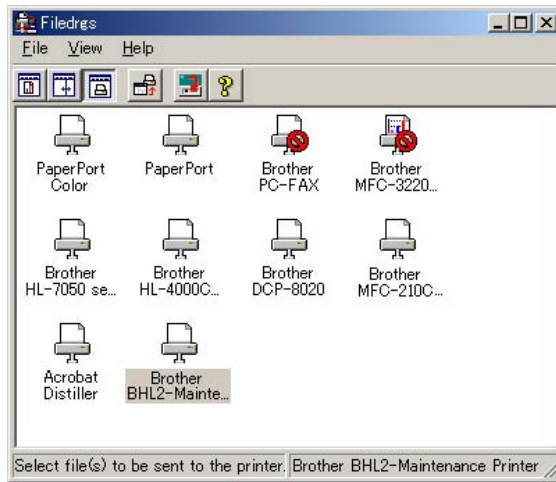 Filedrgs
File View Help
PaperPort
Color
PaperPort
Brother
PC-FAX
Brother
MFC-3220...
Brother
HL-7050 se...
Brother
HL-4000C...
Brother
DCP-8020
Brother
MFC-210C...
Acrobat
Distiller
Brother
BHL2-Mainte...
Select file(s) to be sent to the printer. Brother BHL2-Maintenance Printer